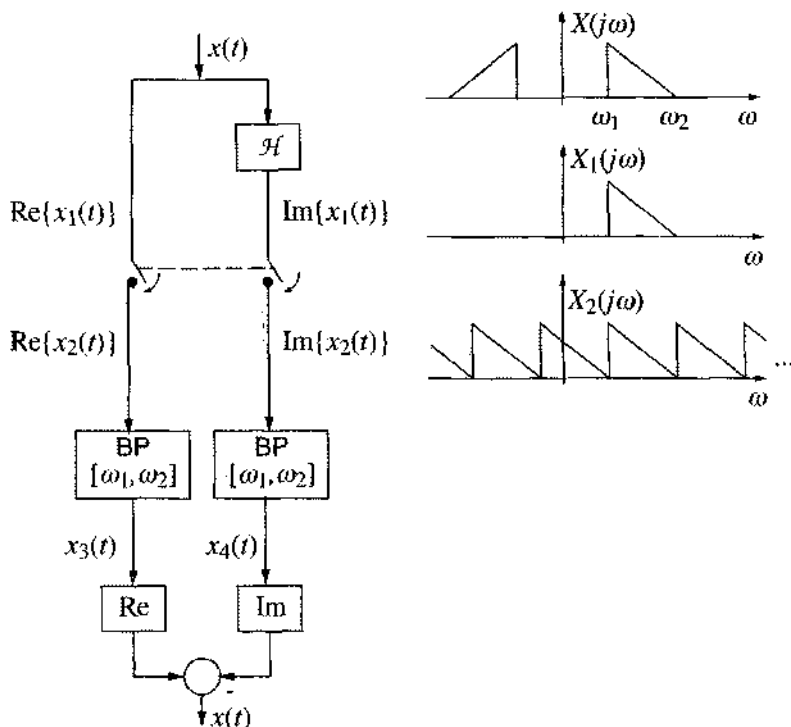 x(t)
ℋ
Re{x₁(t)}
Im{x₁(t)}
Re{x₂(t)}
Im{x₂(t)}
BP
[ω₁, ω₂]
BP
[ω₁, ω₂]
x₃(t)
x₄(t)
Re
Im
-
x(t)
X(jω)
ω₁ ω₂ ω
X₁(jω)
ω
X₂(jω)
...
ω